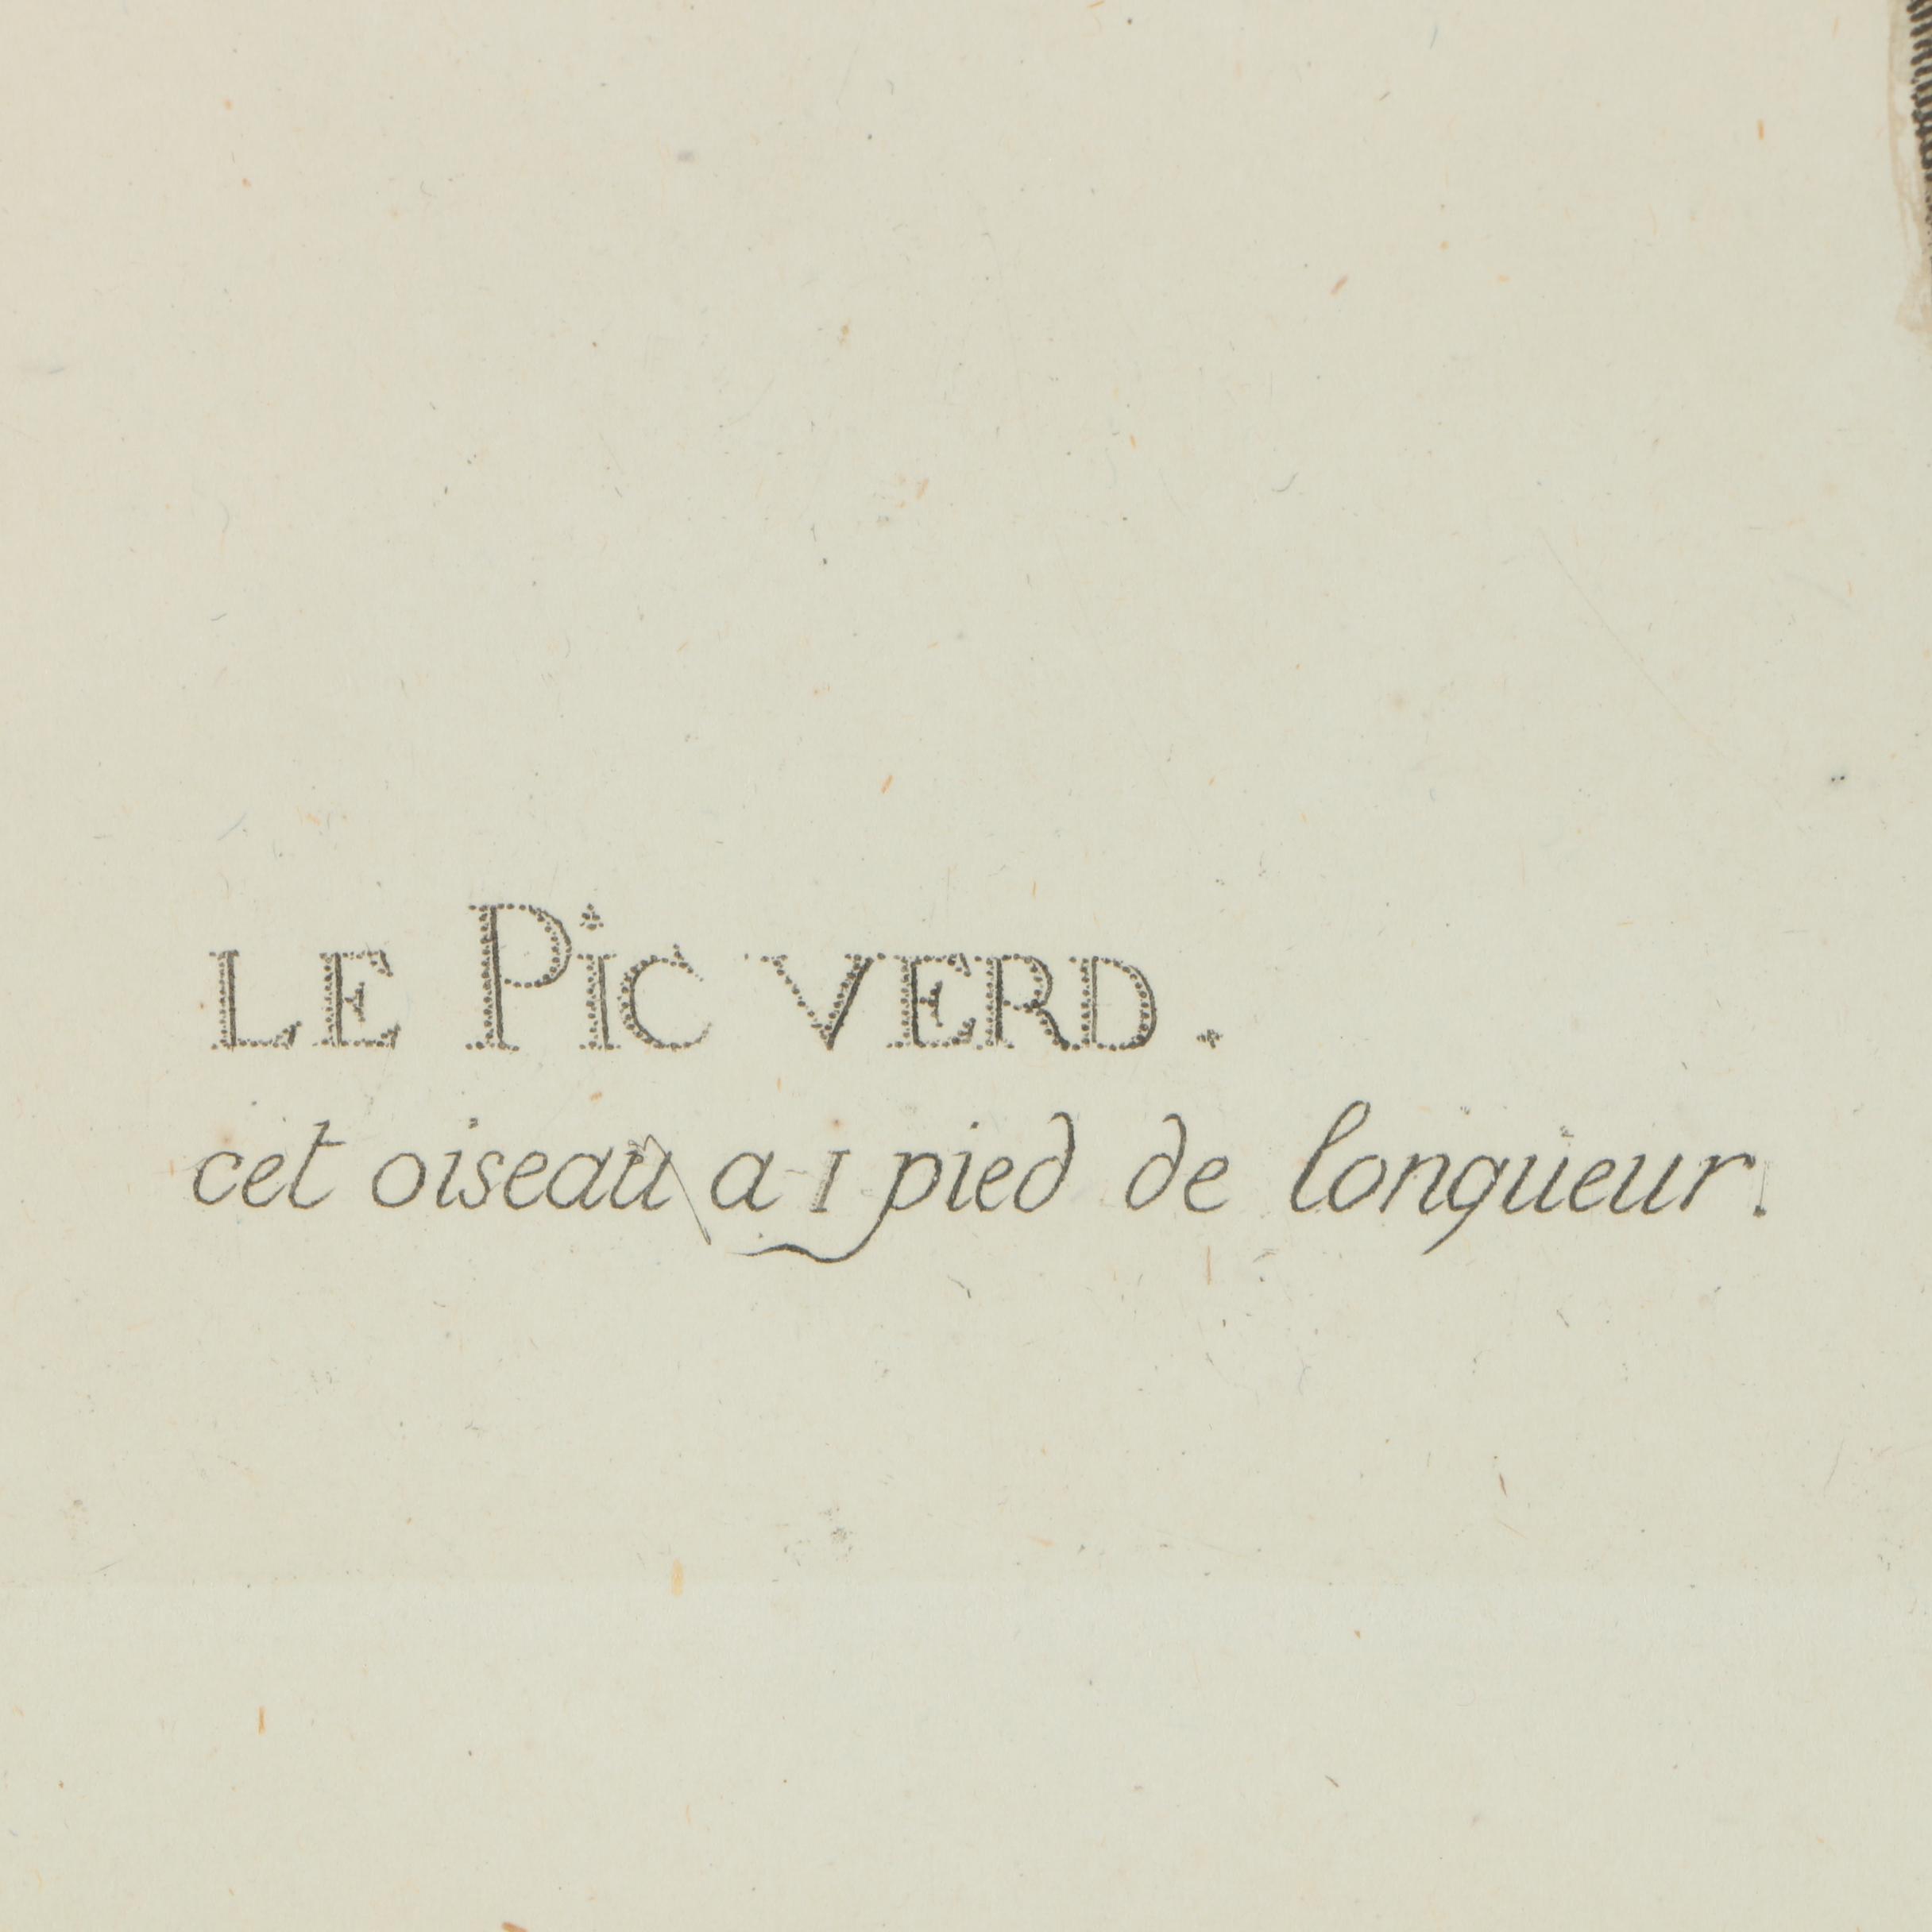 LE PiC VERD.
cet oiseau a 1 pied de longueur.